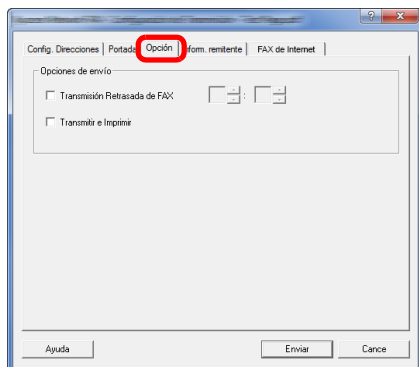 Config. Direcciones Portada Opción form. remitente FAX de Internet
Opciones de envío
Transmisión Retrasada de FAX :
Transmitir e Imprimir
Ayuda Enviar Cance